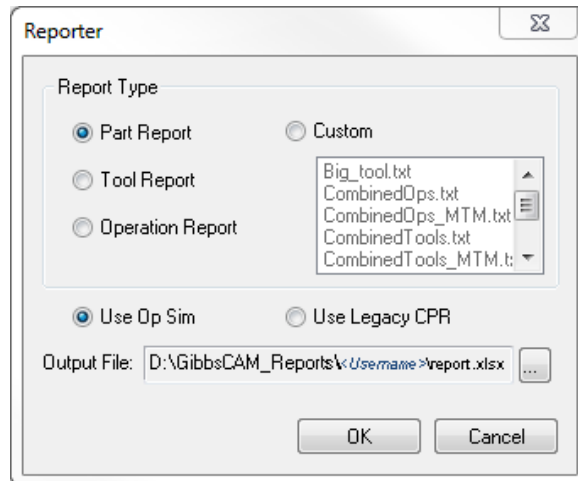 Reporter
Report Type
Part Report
Custom
Tool Report
Operation Report
Big_tool.txt
CombinedOps.txt
CombinedOps_MTM.txt
CombinedTools.txt
CombinedTools_MTM.t
Use Op Sim
Use Legacy CPR
Output File: D:\GibbsCAM_Reports\<Username>\report.xlsx ...
OK
Cancel